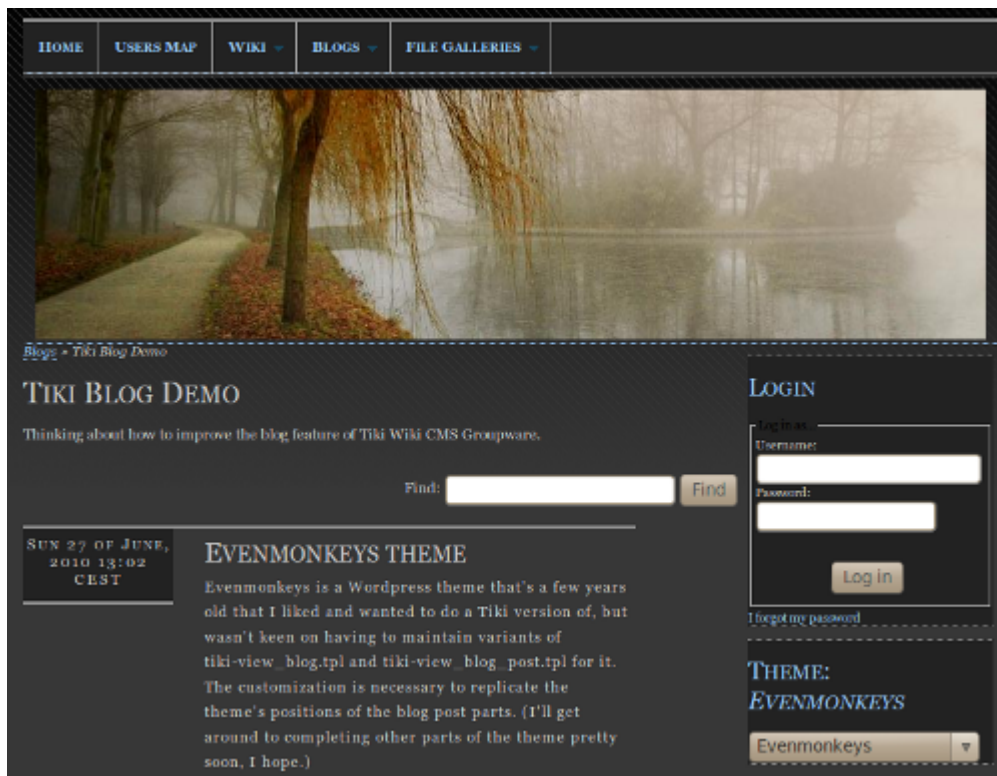 HOME USERS MAP WIKI BLOGS FILE GALLERIES
Blogs » Tiki Blog Demo
TIKI BLOG DEMO
Thinking about how to improve the blog feature of Tiki Wiki CMS Groupware.
Find: Find
SUN 27 OF JUNE,
2010 13:02
CEST
EVENMONKEYS THEME
Evenmonkeys is a Wordpress theme that's a few years
old that I liked and wanted to do a Tiki version of, but
wasn't keen on having to maintain variants of
tiki-view_blog.tpl and tiki-view_blog_post.tpl for it.
The customization is necessary to replicate the
theme's positions of the blog post parts. (I'll get
around to completing other parts of the theme pretty
soon, I hope.)
LOGIN
Log in as...
Username:
Password:
Log in
I forgot my password
THEME:
EVENMONKEYS
Evenmonkeys